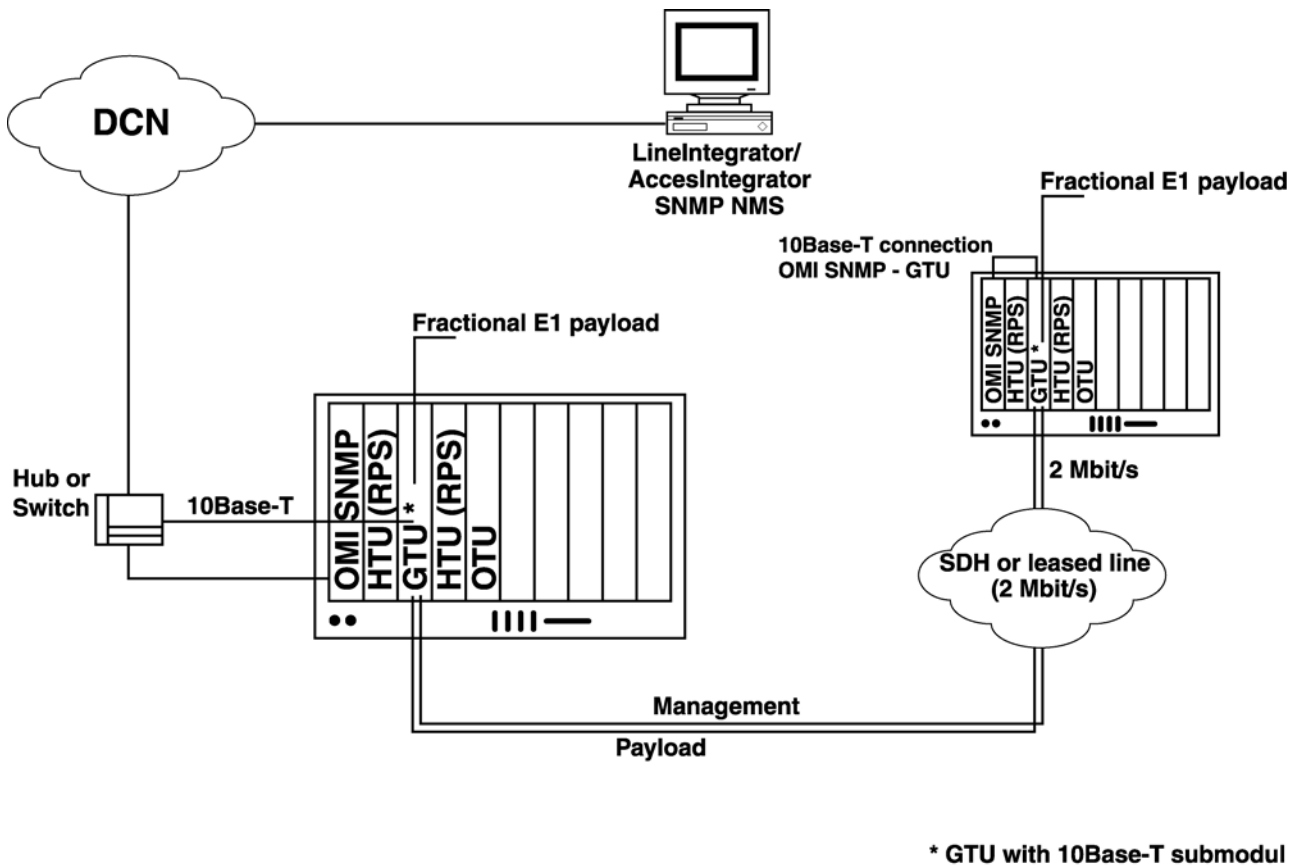 DCN
LineIntegrator/
AccesIntegrator
SNMP NMS
Fractional E1 payload
10Base-T connection
OMI SNMP - GTU
OMI SNMP
HTU (RPS)
GTU *
HTU (RPS)
OTU
Fractional E1 payload
Hub or
Switch
10Base-T
OMI SNMP
HTU (RPS)
GTU *
HTU (RPS)
OTU
2 Mbit/s
SDH or leased line
(2 Mbit/s)
Management
Payload
* GTU with 10Base-T submodul